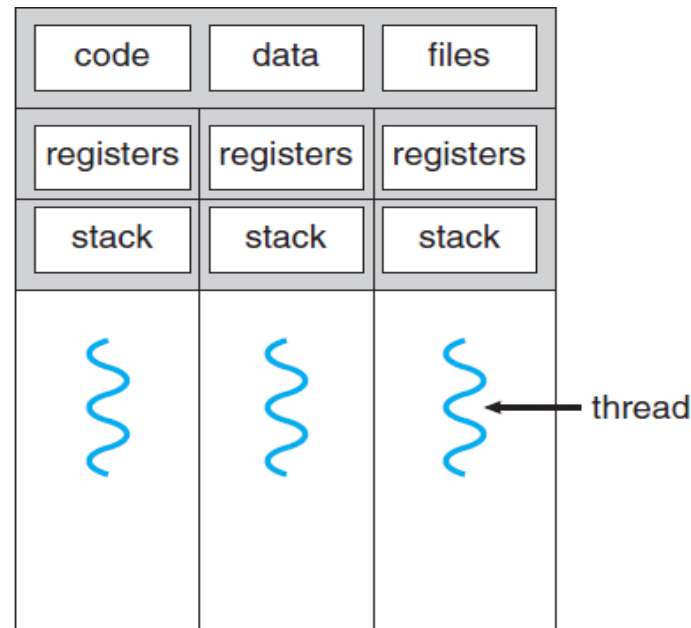 code data files
registers registers registers
stack stack stack
thread